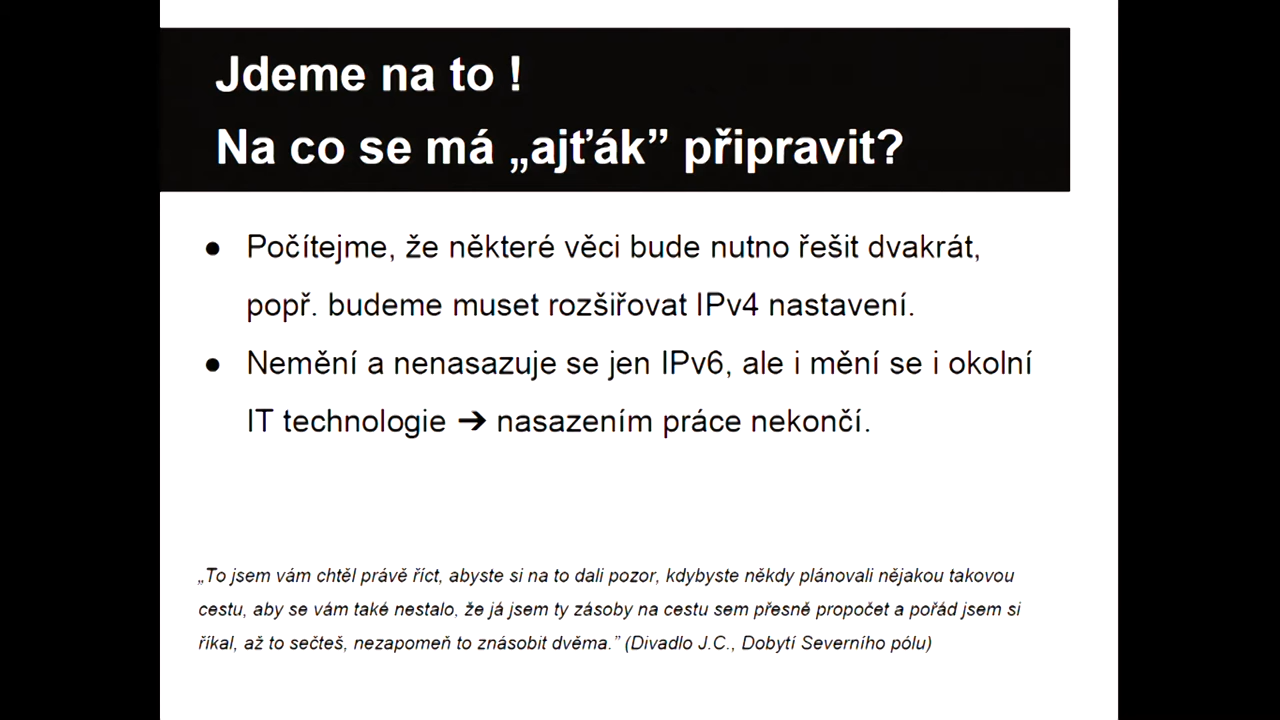 Jdeme na to !
Na co se má „ajťák” připravit?
● Počítejme, že některé věci bude nutno řešit dvakrát,
popř. budeme muset rozšiřovat IPv4 nastavení.
● Nemění a nenasazuje se jen IPv6, ale i mění se i okolní
IT technologie ➔ nasazením práce nekončí.
„To jsem vám chtěl právě říct, abyste si na to dali pozor, kdybyste někdy plánovali nějakou takovou
cestu, aby se vám také nestalo, že já jsem ty zásoby na cestu sem přesně propočet a pořád jsem si
říkal, až to sečteš, nezapomeň to znásobit dvěma.” (Divadlo J.C., Dobytí Severního pólu)